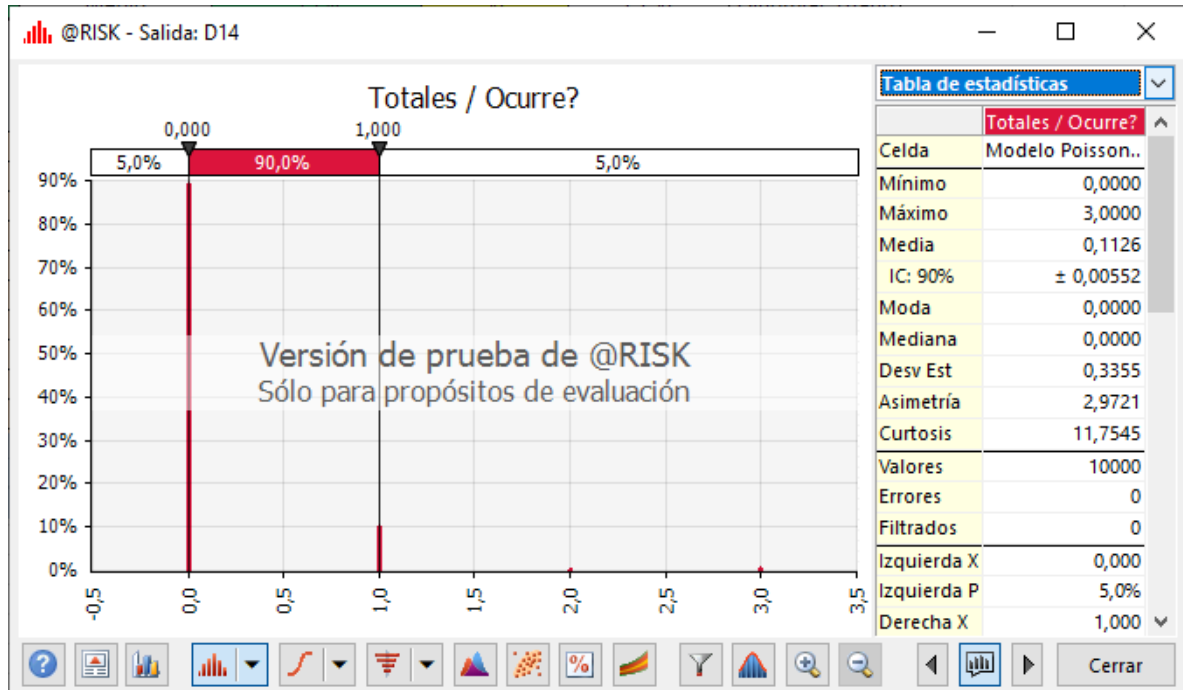 @RISK - Salida: D14
Totales / Ocurre?
0,000 1,000
5,0% 90,0% 5,0%
90%
80%
70%
60%
50%
40%
30%
20%
10%
0%
-0,5 0,0 0,5 1,0 1,5 2,0 2,5 3,0 3,5
Versión de prueba de @RISK
Sólo para propósitos de evaluación
Tabla de estadísticas
Totales / Ocurre?
Celda Modelo Poisson..
Mínimo 0,0000
Máximo 3,0000
Media 0,1126
IC: 90% ± 0,00552
Moda 0,0000
Mediana 0,0000
Desv Est 0,3355
Asimetría 2,9721
Curtosis 11,7545
Valores 10000
Errores 0
Filtrados 0
Izquierda X 0,000
Izquierda P 5,0%
Derecha X 1,000
Cerrar